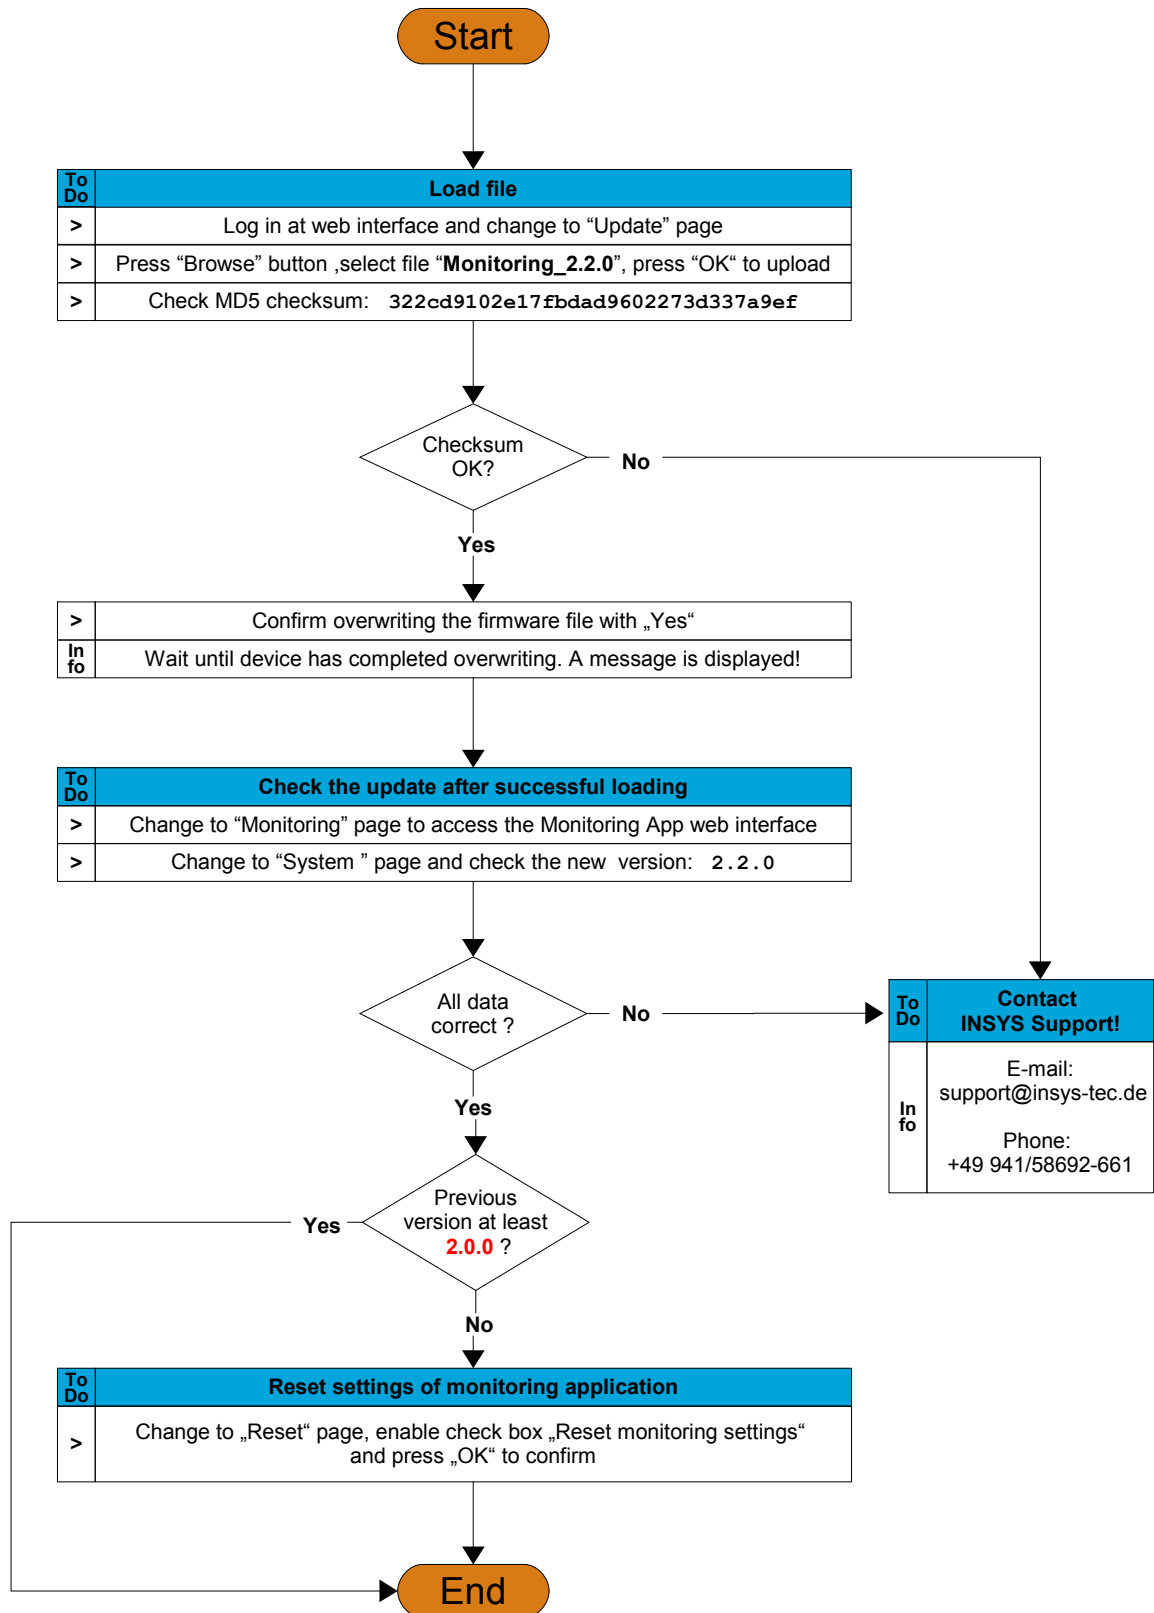 Start
To Do
Load file
>
Log in at web interface and change to “Update” page
>
Press “Browse” button ,select file “Monitoring_2.2.0”, press “OK“ to upload
>
Check MD5 checksum: 322cd9102e17fbdad9602273d337a9ef
Checksum
OK?
No
Yes
>
Confirm overwriting the firmware file with „Yes“
In
fo
Wait until device has completed overwriting. A message is displayed!
To
Do
Check the update after successful loading
>
Change to “Monitoring” page to access the Monitoring App web interface
>
Change to “System ” page and check the new  version: 2.2.0
All data
correct ?
No
To
Do
Contact
INSYS Support!
In
fo
E-mail:
support@insys-tec.de
Phone:
+49 941/58692-661
Yes
Previous
version at least
2.0.0 ?
Yes
No
To
Do
Reset settings of monitoring application
>
Change to „Reset“ page, enable check box „Reset monitoring settings“
and press „OK“ to confirm
End